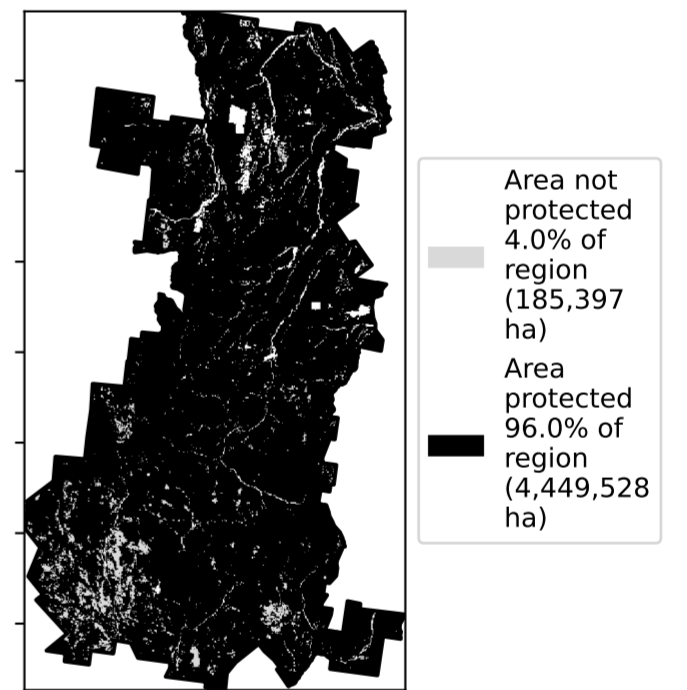 Area not
protected
4.0% of
region
(185,397
ha)
Area
protected
96.0% of
region
(4,449,528
ha)